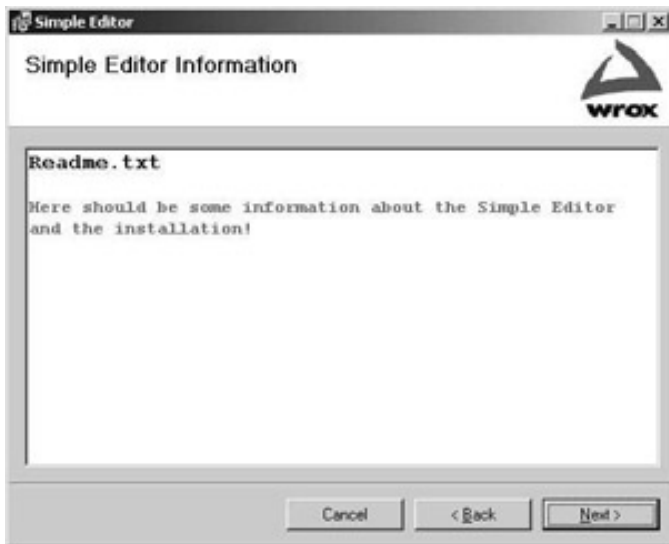 Simple Editor
Simple Editor Information
wrox
Readme.txt
Here should be some information about the Simple Editor
and the installation!
Cancel
< Back
Next >